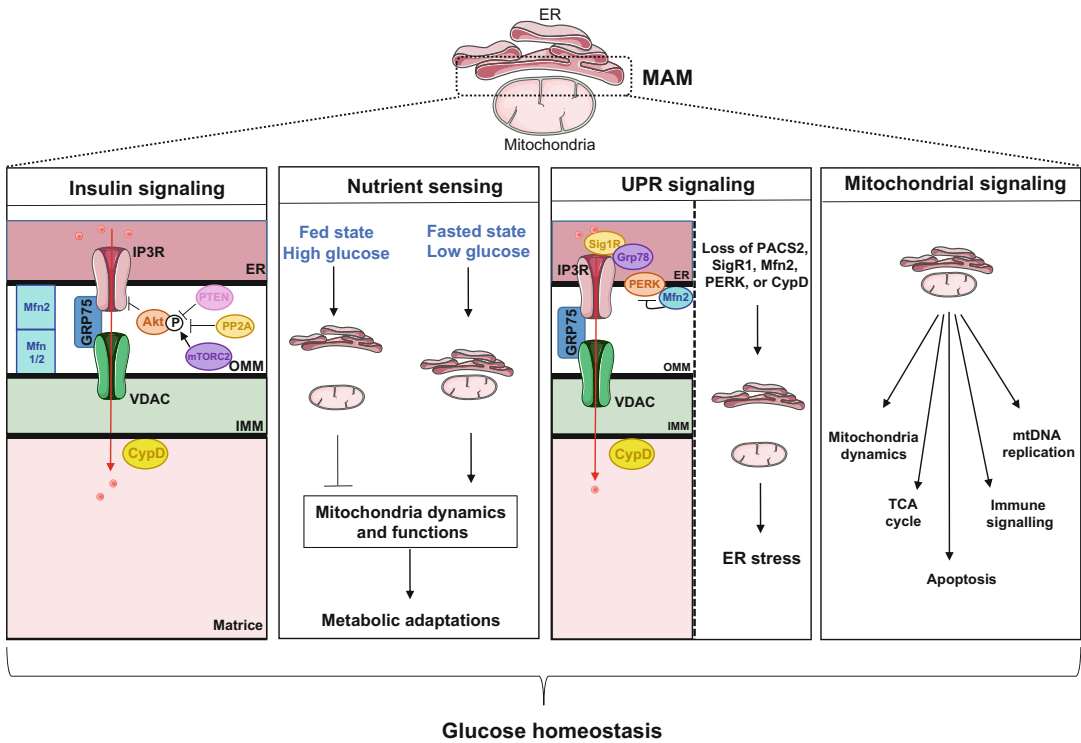 ER
MAM
Mitochondria
Insulin signaling
IP3R
ER
Mfn2
Mfn
1/2
GRP75
Akt
P
PTEN
PP2A
mTORC2
OMM
VDAC
IMM
CypD
Matrice
Nutrient sensing
Fed state
High glucose
Fasted state
Low glucose
Mitochondria dynamics
and functions
Metabolic adaptations
UPR signaling
Sig1R
Grp78
IP3R
ER
PERK
Mfn2
GRP75
OMM
VDAC
IMM
CypD
Loss of PACS2,
SigR1, Mfn2,
PERK, or CypD
ER stress
Mitochondrial signaling
Mitochondria
dynamics
mtDNA
replication
TCA
cycle
Immune
signalling
Apoptosis
Glucose homeostasis